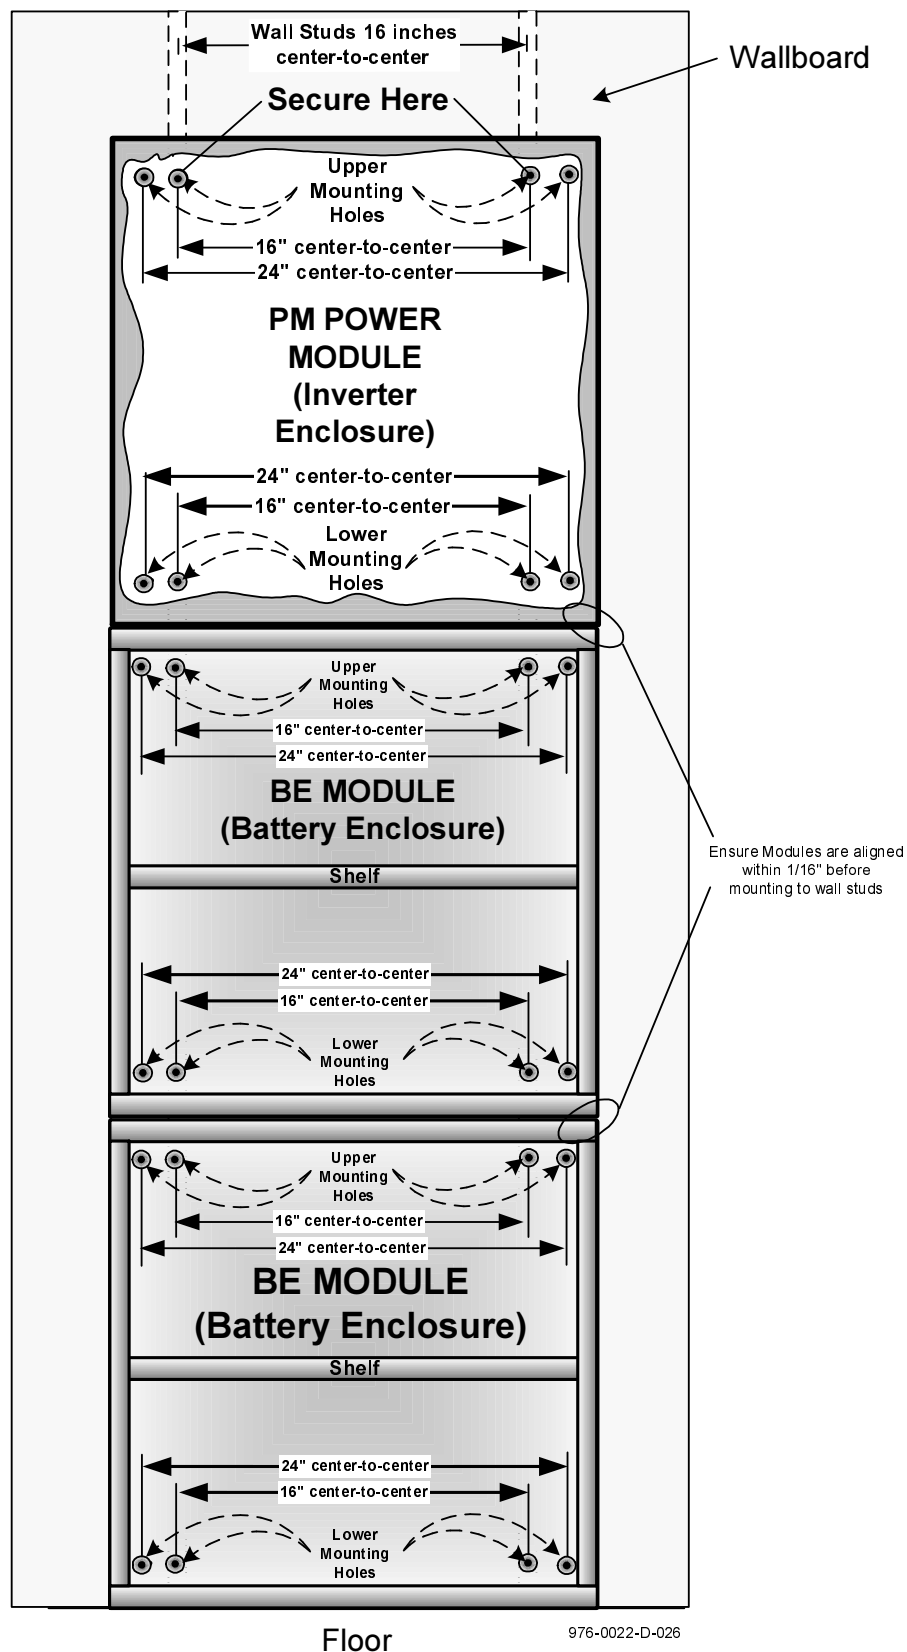 Wall Studs 16 inches
center-to-center
Wallboard
Secure Here
Upper
Mounting
Holes
16" center-to-center
24" center-to-center
PM POWER
MODULE
(Inverter
Enclosure)
24" center-to-center
16" center-to-center
Lower
Mounting
Holes
Upper
Mounting
Holes
16" center-to-center
24" center-to-center
BE MODULE
(Battery Enclosure)
Ensure Modules are aligned
within 1/16" before
mounting to wall studs
Shelf
24" center-to-center
16" center-to-center
Lower
Mounting
Holes
Upper
Mounting
Holes
16" center-to-center
24" center-to-center
BE MODULE
(Battery Enclosure)
Shelf
24" center-to-center
16" center-to-center
Lower
Mounting
Holes
Floor
976-0022-D-026